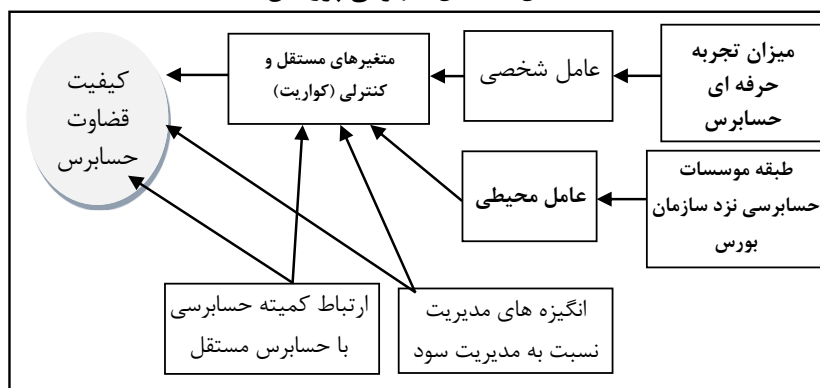 میزان تجربه
حرفه ای
حسابرس
عامل شخصی
متغیرهای مستقل و
کنترلی (کواریت)
کیفیت
قضاوت
حسابرس
طبقه موسسات
حسابرسی نزد سازمان
بورس
عامل محیطی
انگیزه های مدیریت
نسبت به مدیریت سود
ارتباط کمیته حسابرسی
با حسابرس مستقل